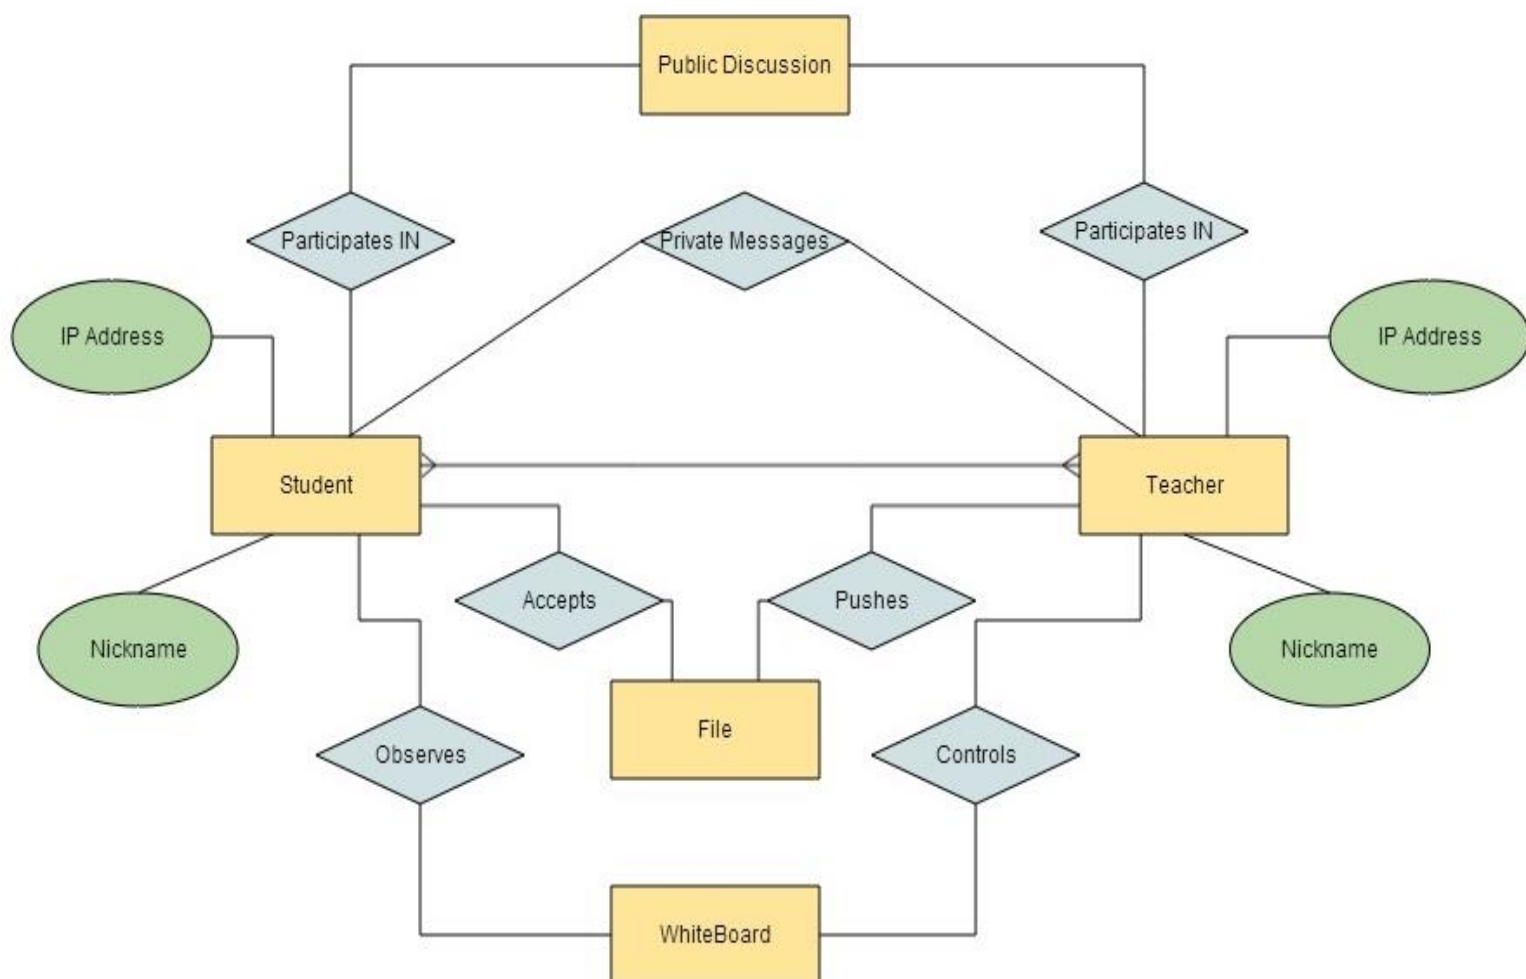 Public Discussion
Participates IN
Private Messages
Participates IN
IP Address
IP Address
Student
Teacher
Accepts
Pushes
Nickname
Nickname
File
Observes
Controls
WhiteBoard